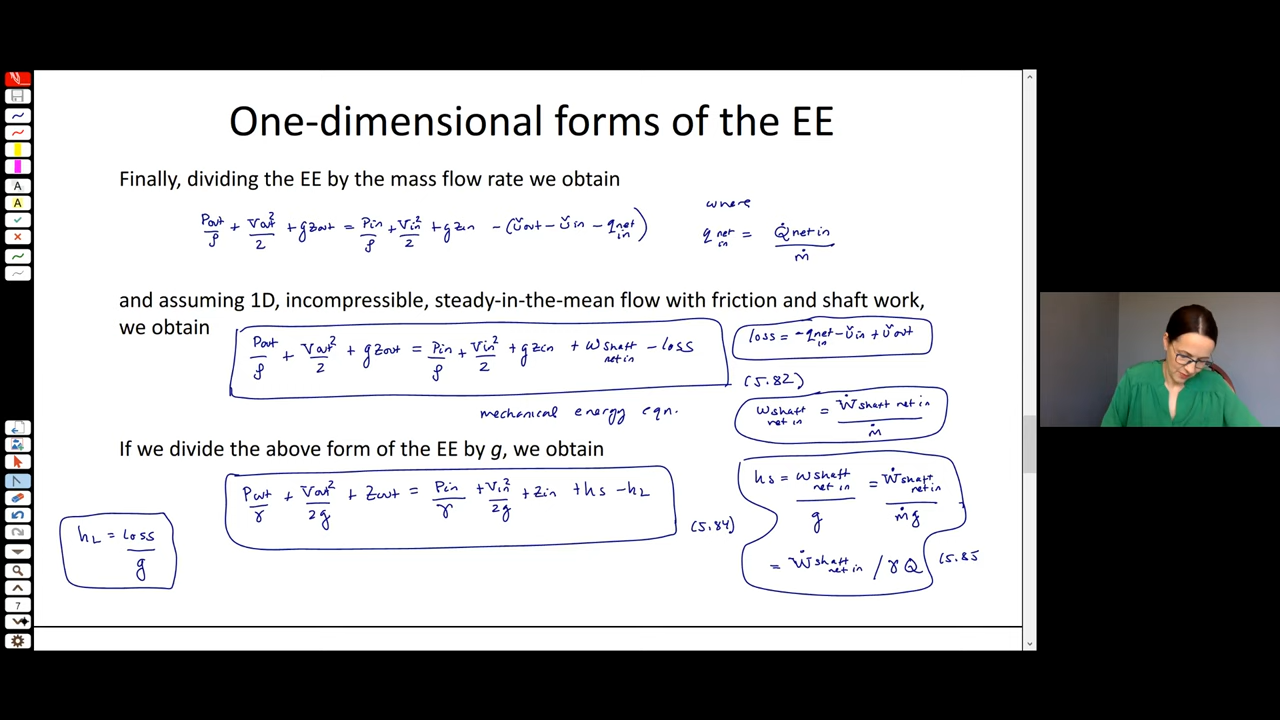 One-dimensional forms of the EE
Finally, dividing the EE by the mass flow rate we obtain
where
Pout/ρ + Vout²/2 + gzout = Pin/ρ + Vin²/2 + gzin - (ǔout - ǔin - qnet in)
qnet in = Q̇net in/ṁ
and assuming 1D, incompressible, steady-in-the-mean flow with friction and shaft work,
we obtain
Pout/ρ + Vout²/2 + gzout = Pin/ρ + Vin²/2 + gzin + wshaft net in - loss
loss = -qnet in - ǔin + ǔout
(5.82)
wshaft net in = Ẇshaft net in/ṁ
mechanical energy eqn.
If we divide the above form of the EE by g, we obtain
Pout/γ + Vout²/2g + zout = Pin/γ + Vin²/2g + zin + hs - hL
(5.84)
hs = wshaft net in/g = Ẇshaft net in/ṁg
= Ẇshaft net in / γQ
(5.85
hL = loss/g
A
A
7